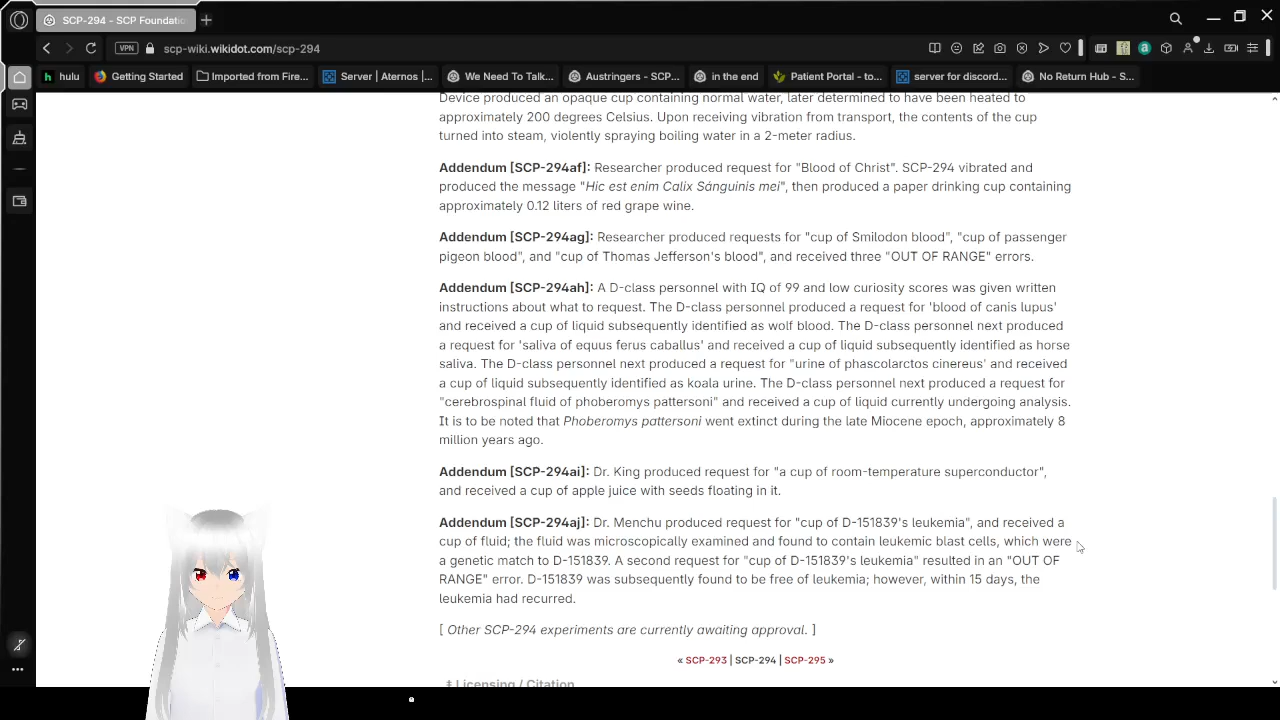 SCP-294 - SCP Foundatio
VPN
scp-wiki.wikidot.com/scp-294
hulu
Getting Started
Imported from Fire...
Server | Aternos |...
We Need To Talk...
Austringers - SCP...
in the end
Patient Portal - to...
server for discord...
No Return Hub - S...
Device produced an opaque cup containing normal water, later determined to have been heated to
approximately 200 degrees Celsius. Upon receiving vibration from transport, the contents of the cup
turned into steam, violently spraying boiling water in a 2-meter radius.
Addendum [SCP-294af]: Researcher produced request for "Blood of Christ". SCP-294 vibrated and
produced the message "Hic est enim Calix Sánguinis mei", then produced a paper drinking cup containing
approximately 0.12 liters of red grape wine.
Addendum [SCP-294ag]: Researcher produced requests for "cup of Smilodon blood", "cup of passenger
pigeon blood", and "cup of Thomas Jefferson's blood", and received three "OUT OF RANGE" errors.
Addendum [SCP-294ah]: A D-class personnel with IQ of 99 and low curiosity scores was given written
instructions about what to request. The D-class personnel produced a request for 'blood of canis lupus'
and received a cup of liquid subsequently identified as wolf blood. The D-class personnel next produced
a request for 'saliva of equus ferus caballus' and received a cup of liquid subsequently identified as horse
saliva. The D-class personnel next produced a request for "urine of phascolarctos cinereus' and received
a cup of liquid subsequently identified as koala urine. The D-class personnel next produced a request for
"cerebrospinal fluid of phoberomys pattersoni" and received a cup of liquid currently undergoing analysis.
It is to be noted that Phoberomys pattersoni went extinct during the late Miocene epoch, approximately 8
million years ago.
Addendum [SCP-294ai]: Dr. King produced request for "a cup of room-temperature superconductor",
and received a cup of apple juice with seeds floating in it.
Addendum [SCP-294aj]: Dr. Menchu produced request for "cup of D-151839's leukemia", and received a
cup of fluid; the fluid was microscopically examined and found to contain leukemic blast cells, which were
a genetic match to D-151839. A second request for "cup of D-151839's leukemia" resulted in an "OUT OF
RANGE" error. D-151839 was subsequently found to be free of leukemia; however, within 15 days, the
leukemia had recurred.
[ Other SCP-294 experiments are currently awaiting approval. ]
« SCP-293 | SCP-294 | SCP-295 »
‡ Licensing / Citation